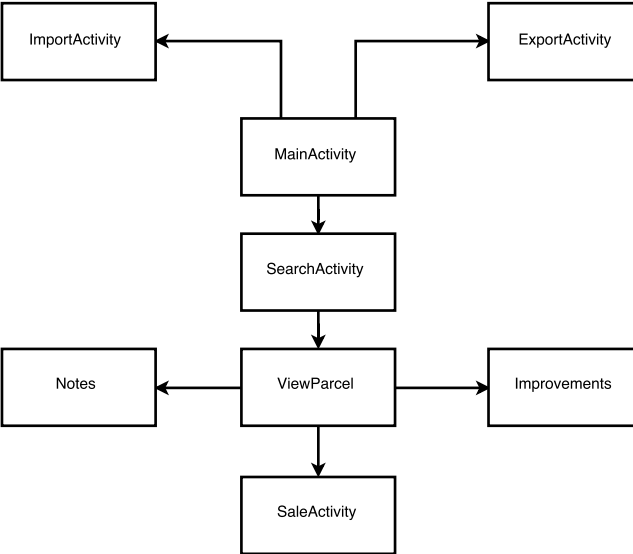 ImportActivity
ExportActivity
MainActivity
SearchActivity
Notes
ViewParcel
Improvements
SaleActivity